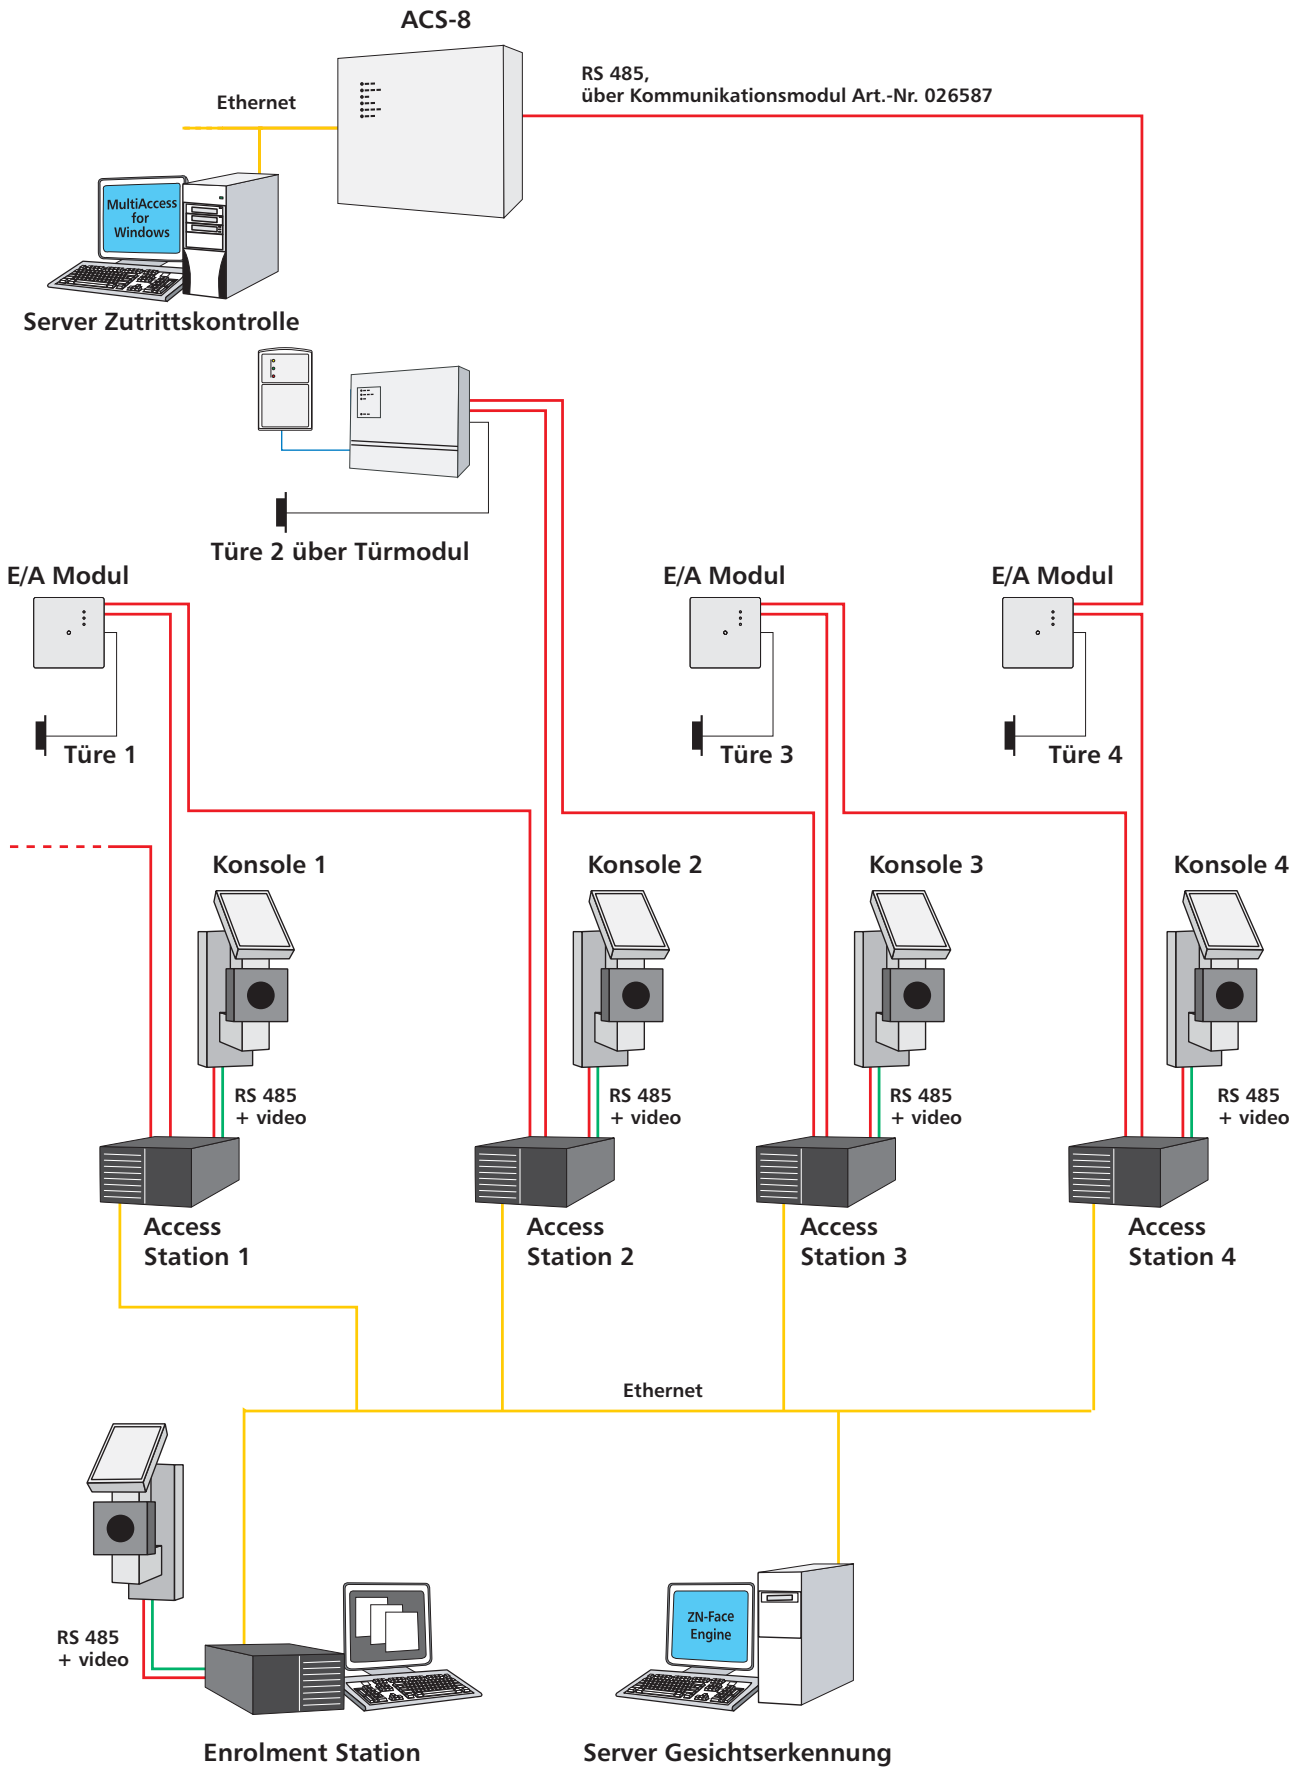 ACS-8
RS 485,
über Kommunikationsmodul Art.-Nr. 026587
Ethernet
MultiAccess
for
Windows
Server Zutrittskontrolle
Türe 2 über Türmodul
E/A Modul
E/A Modul
E/A Modul
Türe 1
Türe 3
Türe 4
Konsole 1
Konsole 2
Konsole 3
Konsole 4
RS 485
+ video
RS 485
+ video
RS 485
+ video
RS 485
+ video
Access
Station 1
Access
Station 2
Access
Station 3
Access
Station 4
Ethernet
ZN-Face
Engine
RS 485
+ video
Enrolment Station
Server Gesichtserkennung